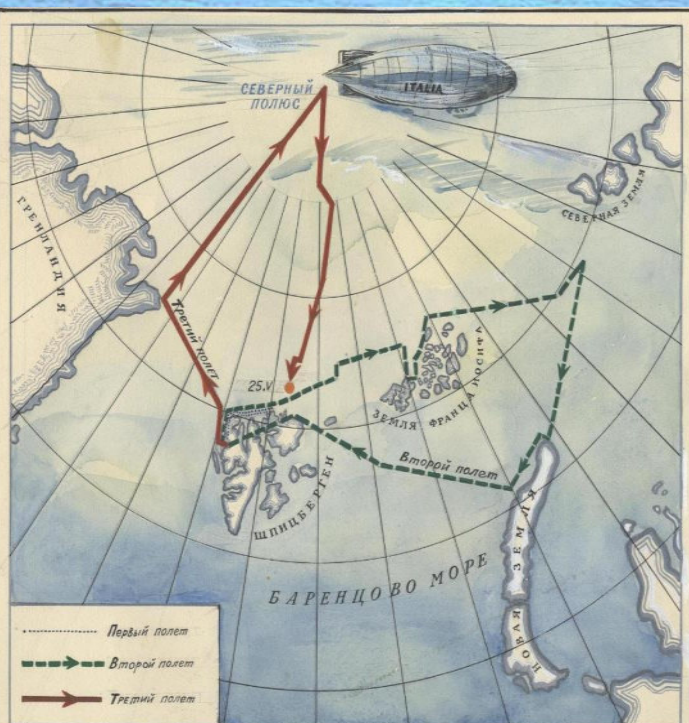 СЕВЕРНЫЙ
ПОЛЮС
ITALIA
СЕВЕРНАЯ ЗЕМЛЯ
ГРЕНЛАНДИЯ
Третий полет
25.V.
ЗЕМЛЯ ФРАНЦА ИОСИФА
Второй полет
ШПИЦБЕРГЕН
НОВАЯ ЗЕМЛЯ
БАРЕНЦОВО МОРЕ
Первый полет
Второй полет
Третий полет